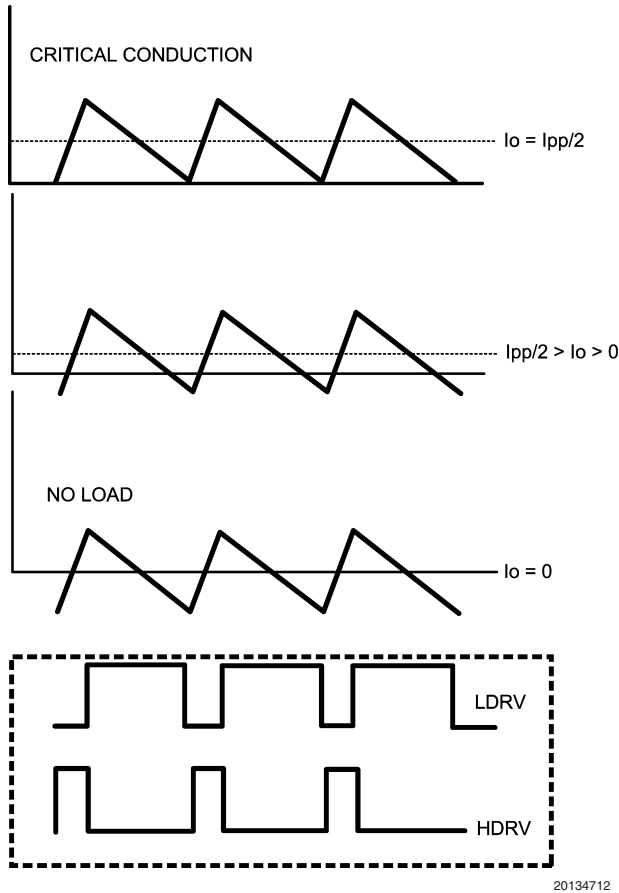 CRITICAL CONDUCTION
Io = Ipp/2
Ipp/2 > Io > 0
NO LOAD
Io = 0
LDRV
HDRV
20134712